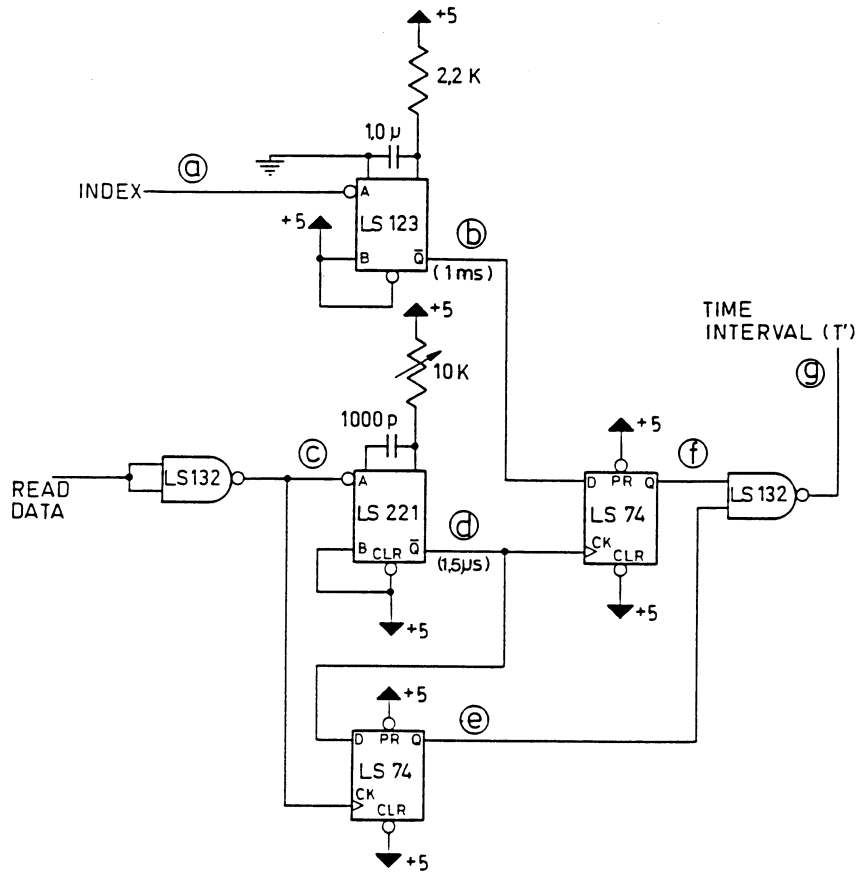 +5
2,2 K
1,0 µ
ⓐ
INDEX
A
LS 123
+5
B
Q̄
ⓑ
(1ms)
+5
10 K
1000 p
TIME
INTERVAL (T')
ⓖ
READ
DATA
LS132
ⓒ
A
LS 221
B
CLR
Q̄
ⓓ
(1,5µs)
+5
+5
D
PR
Q
LS 74
CK
CLR
+5
ⓕ
LS 132
+5
D
PR
Q
LS 74
CK
CLR
+5
ⓔ